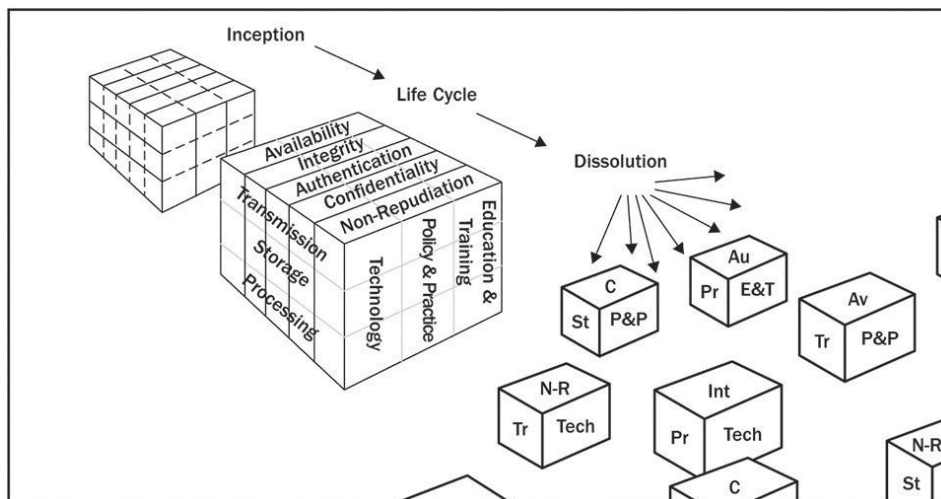 Inception
Life Cycle
Dissolution
Availability
Integrity
Authentication
Confidentiality
Non-Repudiation
Transmission
Storage
Processing
Technology
Policy & Practice
Education &
Training
C
St
P&P
Au
Pr
E&T
Av
Tr
P&P
N-R
Tr
Tech
Int
Pr
Tech
N-R
St
C